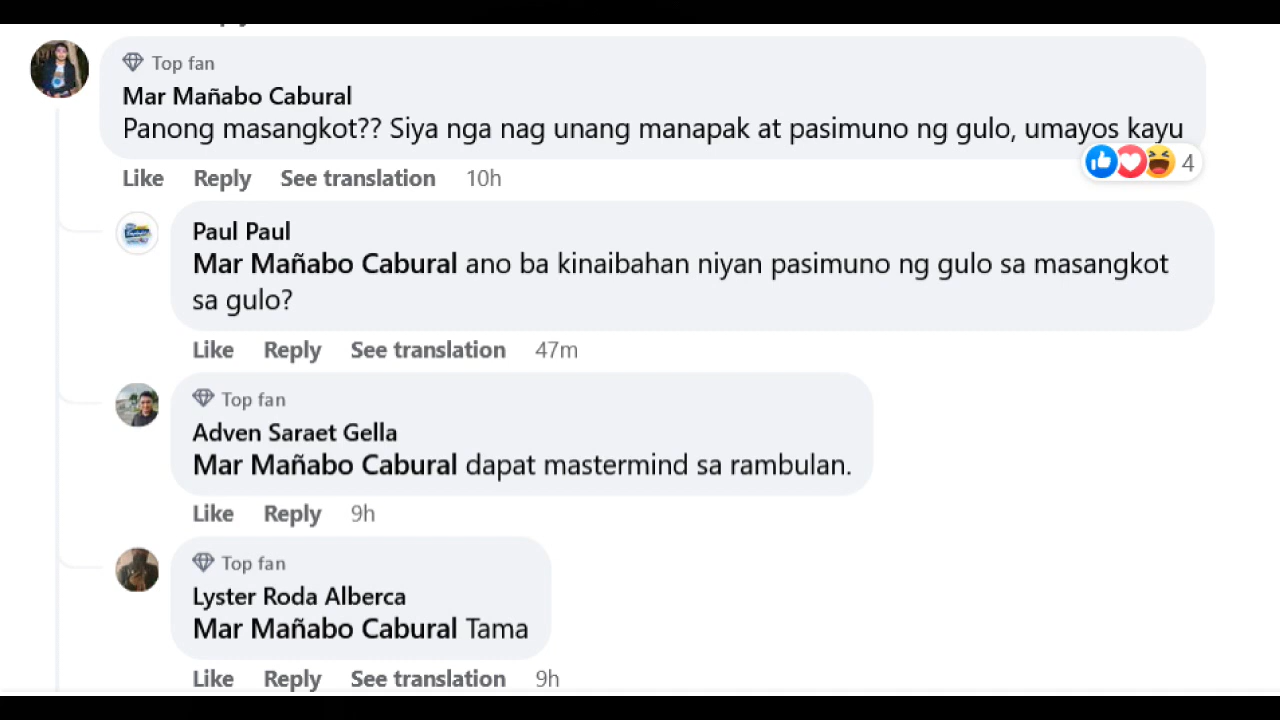 Top fan
Mar Mañabo Cabural
Panong masangkot?? Siya nga nag unang manapak at pasimuno ng gulo, umayos kayu
4
Like Reply See translation 10h
Paul Paul
Mar Mañabo Cabural ano ba kinaibahan niyan pasimuno ng gulo sa masangkot
sa gulo?
Like Reply See translation 47m
Top fan
Adven Saraet Gella
Mar Mañabo Cabural dapat mastermind sa rambulan.
Like Reply 9h
Top fan
Lyster Roda Alberca
Mar Mañabo Cabural Tama
Like Reply See translation 9h